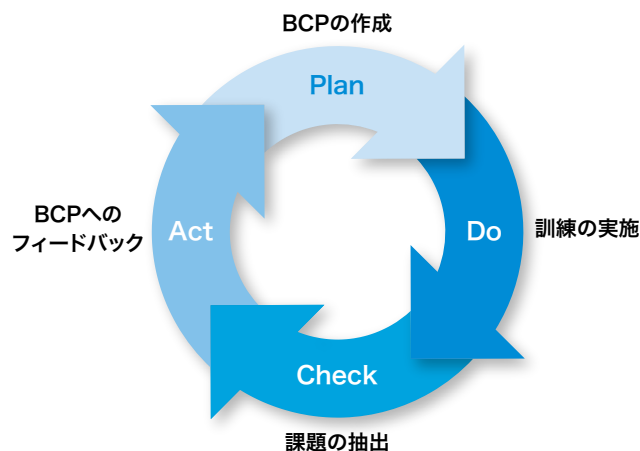 BCPの作成
Plan
Do
訓練の実施
Check
課題の抽出
Act
BCPへの
フィードバック